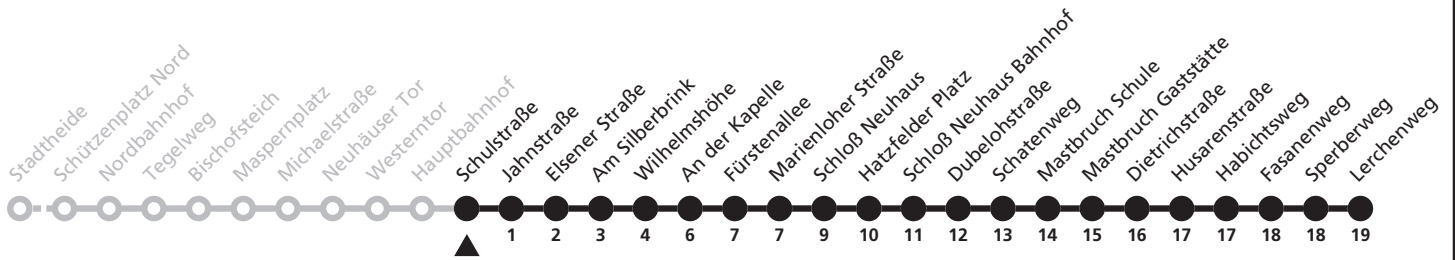 Stadtheide
Schützenplatz Nord
Nordbahnhof
Tegelweg
Bischofsteich
Maspernplatz
Michaelstraße
Neuhäuser Tor
Westerntor
Hauptbahnhof
Schulstraße
Jahnstraße
Elsener Straße
Am Silberbrink
Wilhelmshöhe
An der Kapelle
Fürstenallee
Marienloher Straße
Schloß Neuhaus
Hatzfelder Platz
Schloß Neuhaus Bahnhof
Dubelohstraße
Schatenweg
Mastbruch Schule
Mastbruch Gaststätte
Dietrichstraße
Husarenstraße
Habichtsweg
Fasanenweg
Sperberweg
Lerchenweg
1 2 3 4 6 7 7 9 10 11 12 13 14 15 16 17 17 18 18 19